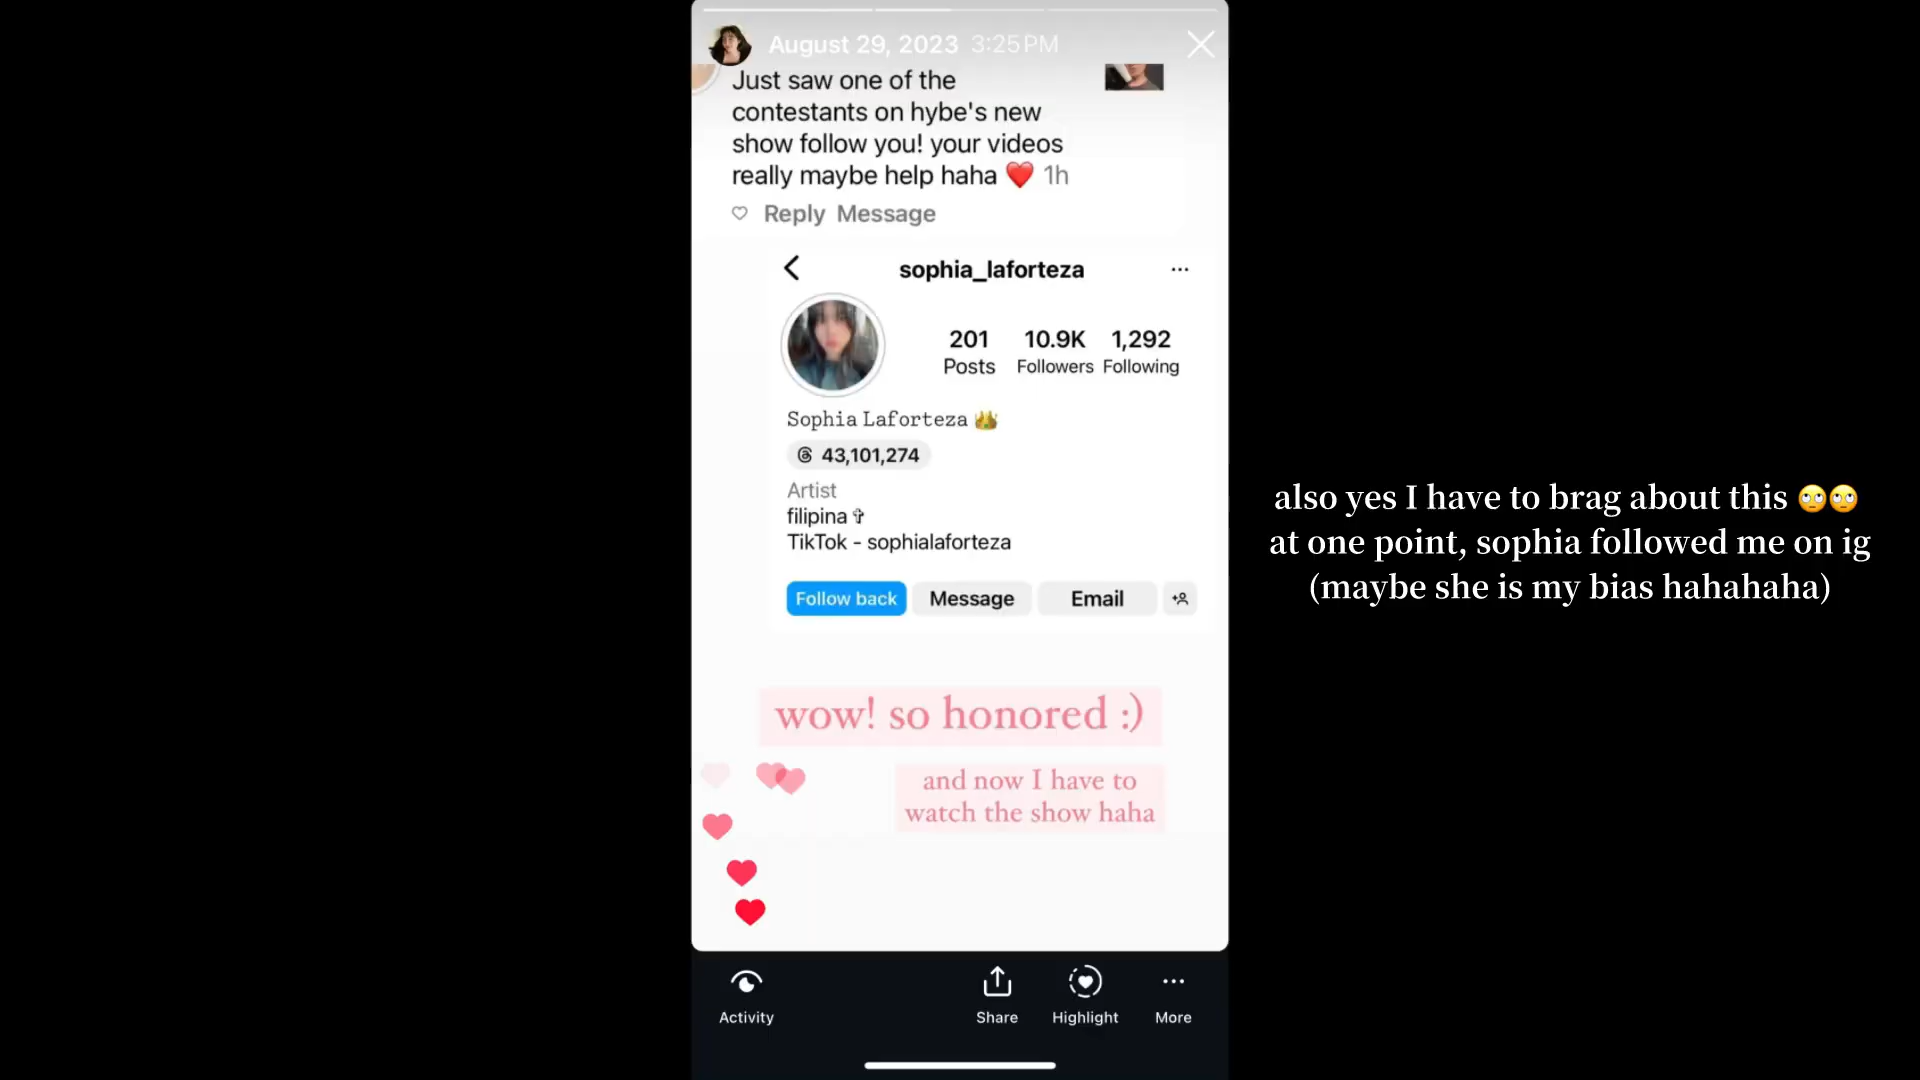 August 29, 2023 3:25 PM
Just saw one of the
contestants on hybe's new
show follow you! your videos
really maybe help haha ❤️ 1h
Reply Message
sophia_laforteza
201 10.9K 1,292
Posts Followers Following
Sophia Laforteza 👑
43,101,274
Artist
filipina ✞
TikTok - sophialaforteza
Follow back Message Email
wow! so honored :)
and now I have to
watch the show haha
Activity Share Highlight More
also yes I have to brag about this 🙄🙄
at one point, sophia followed me on ig
(maybe she is my bias hahahaha)